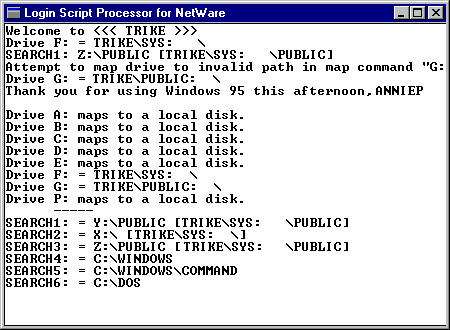 Login Script Processor for NetWare
Welcome to <<< TRIKE >>>
Drive F: = TRIKE\SYS:   \
SEARCH1: Z:\PUBLIC [TRIKE\SYS:   \PUBLIC]
Attempt to map drive to invalid path in map command "G:
Drive G: = TRIKE\PUBLIC:  \
Thank you for using Windows 95 this afternoon,ANNIEP
Drive A: maps to a local disk.
Drive B: maps to a local disk.
Drive C: maps to a local disk.
Drive D: maps to a local disk.
Drive E: maps to a local disk.
Drive F: = TRIKE\SYS:  \
Drive G: = TRIKE\PUBLIC:  \
Drive P: maps to a local disk.
      -----
SEARCH1: = Y:\PUBLIC [TRIKE\SYS:   \PUBLIC]
SEARCH2: = X:\ [TRIKE\SYS:  \]
SEARCH3: = Z:\PUBLIC [TRIKE\SYS:   \PUBLIC]
SEARCH4: = C:\WINDOWS
SEARCH5: = C:\WINDOWS\COMMAND
SEARCH6: = C:\DOS